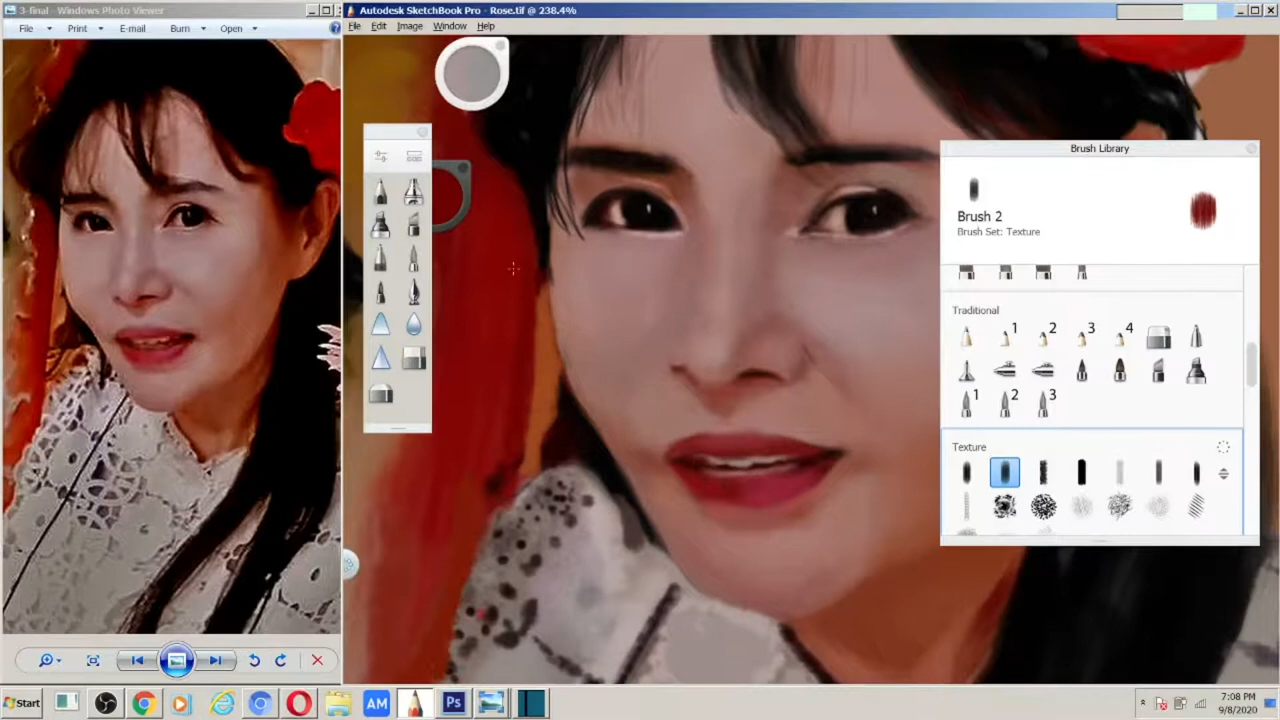 3-final - Windows Photo Viewer
File Print E-mail Burn Open
Autodesk SketchBook Pro - Rose.tif @ 238.4%
File Edit Image Window Help
Brush Library
Brush 2
Brush Set: Texture
Traditional
1 2 3 4
1 2 3
Texture
Start
AM
Ps
7:08 PM
9/8/2020